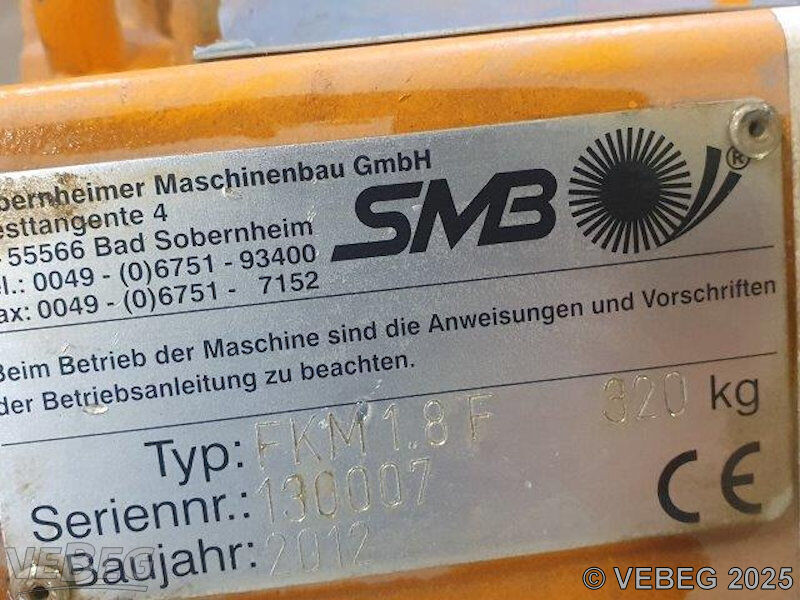 bernheimer Maschinenbau GmbH
esttangente 4
55566 Bad Sobernheim
el.: 0049 - (0)6751 - 93400
ax: 0049 - (0)6751 - 7152
SMB
®
Beim Betrieb der Maschine sind die Anweisungen und Vorschriften
der Betriebsanleitung zu beachten.
Typ: FKM 1.8 F 320 kg
Seriennr.: 130007
Baujahr: 2012
CE
VEBEG
© VEBEG 2025